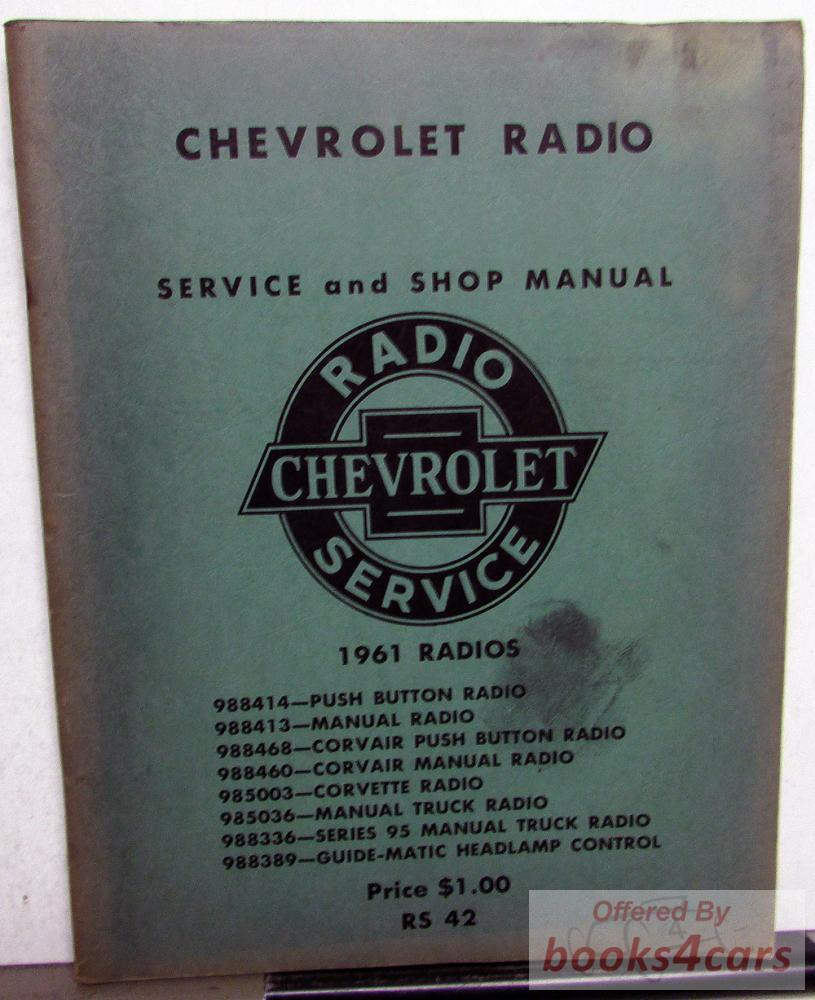 CHEVROLET RADIO
SERVICE and SHOP MANUAL
RADIO
CHEVROLET
SERVICE
1961 RADIOS
988414—PUSH BUTTON RADIO
988413—MANUAL RADIO
988468—CORVAIR PUSH BUTTON RADIO
988460—CORVAIR MANUAL RADIO
985003—CORVETTE RADIO
985036—MANUAL TRUCK RADIO
988336—SERIES 95 MANUAL TRUCK RADIO
988389—GUIDE-MATIC HEADLAMP CONTROL
Price $1.00
RS 42
Offered By
books4cars